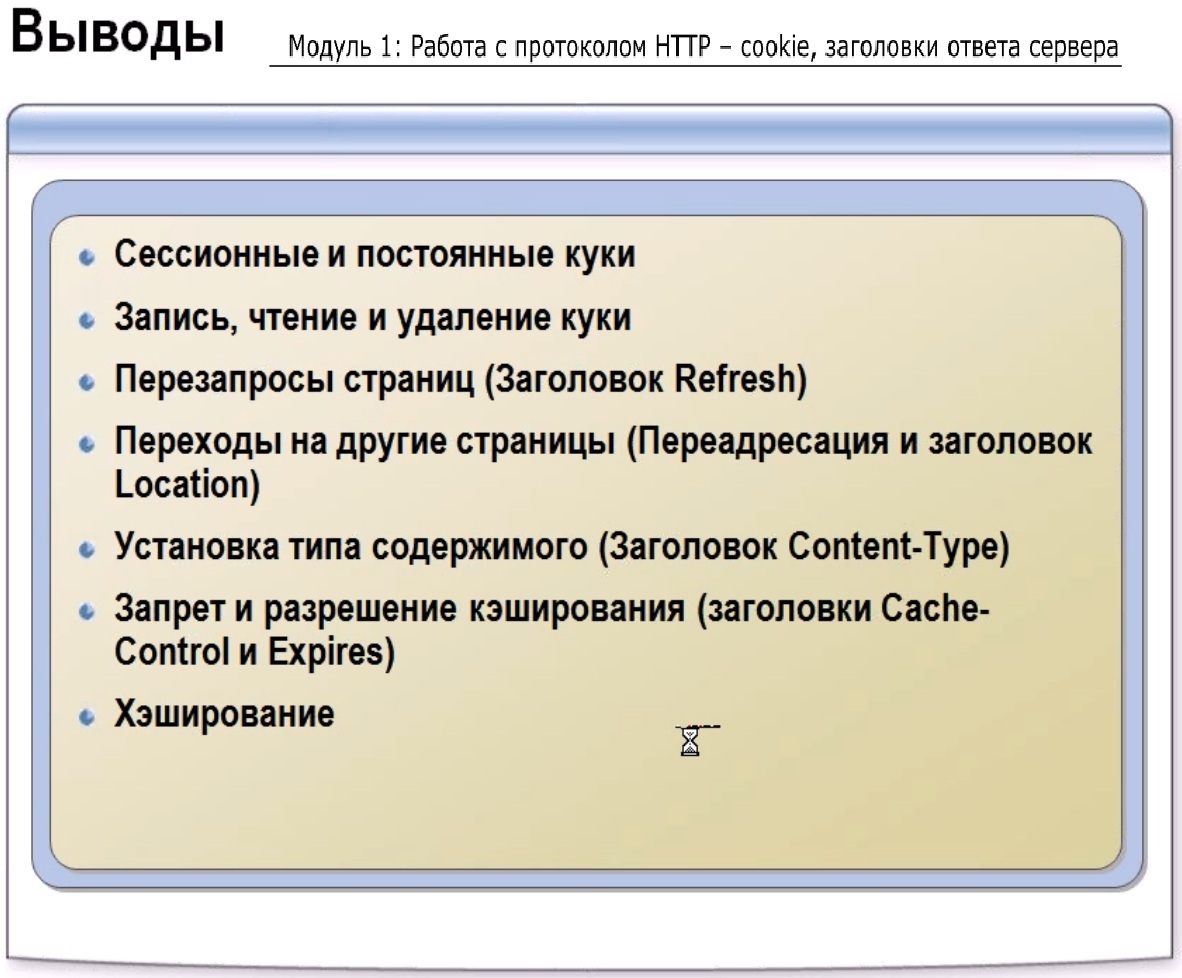 Выводы
Модуль 1: Работа с протоколом HTTP – cookie, заголовки ответа сервера
Сессионные и постоянные куки
Запись, чтение и удаление куки
Перезапросы страниц (Заголовок Refresh)
Переходы на другие страницы (Переадресация и заголовок
Location)
Установка типа содержимого (Заголовок Content-Type)
Запрет и разрешение кэширования (заголовки Cache-
Control и Expires)
Хэширование